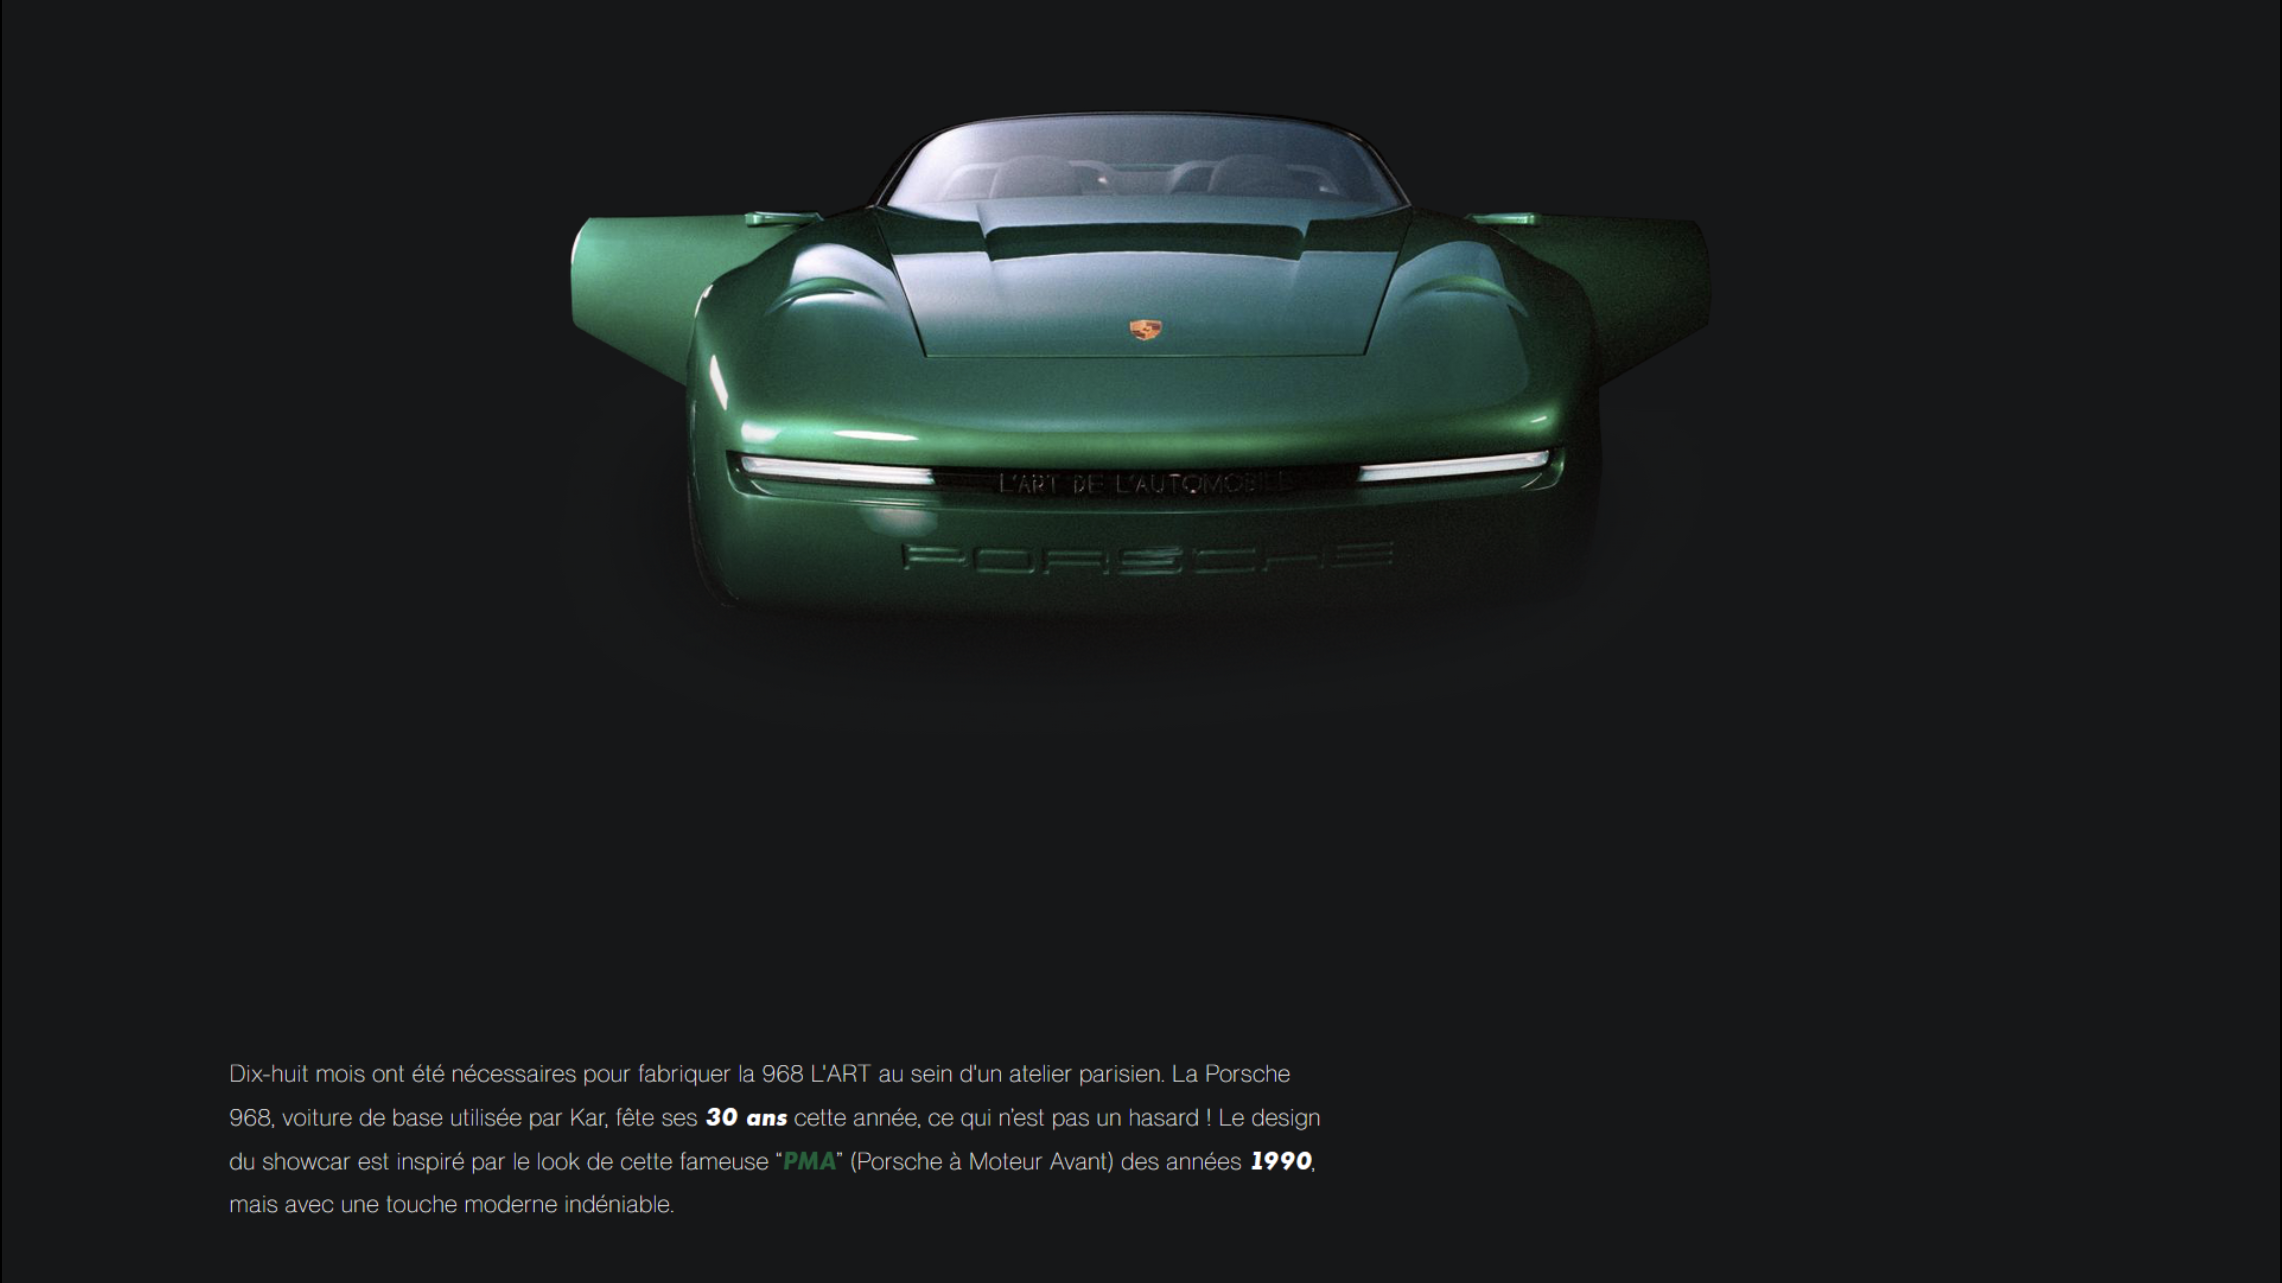 L'ART DE L'AUTOMOBILE
PORSCHE
Dix-huit mois ont été nécessaires pour fabriquer la 968 L'ART au sein d'un atelier parisien. La Porsche
968, voiture de base utilisée par Kar, fête ses 30 ans cette année, ce qui n’est pas un hasard ! Le design
du showcar est inspiré par le look de cette fameuse “PMA” (Porsche à Moteur Avant) des années 1990,
mais avec une touche moderne indéniable.